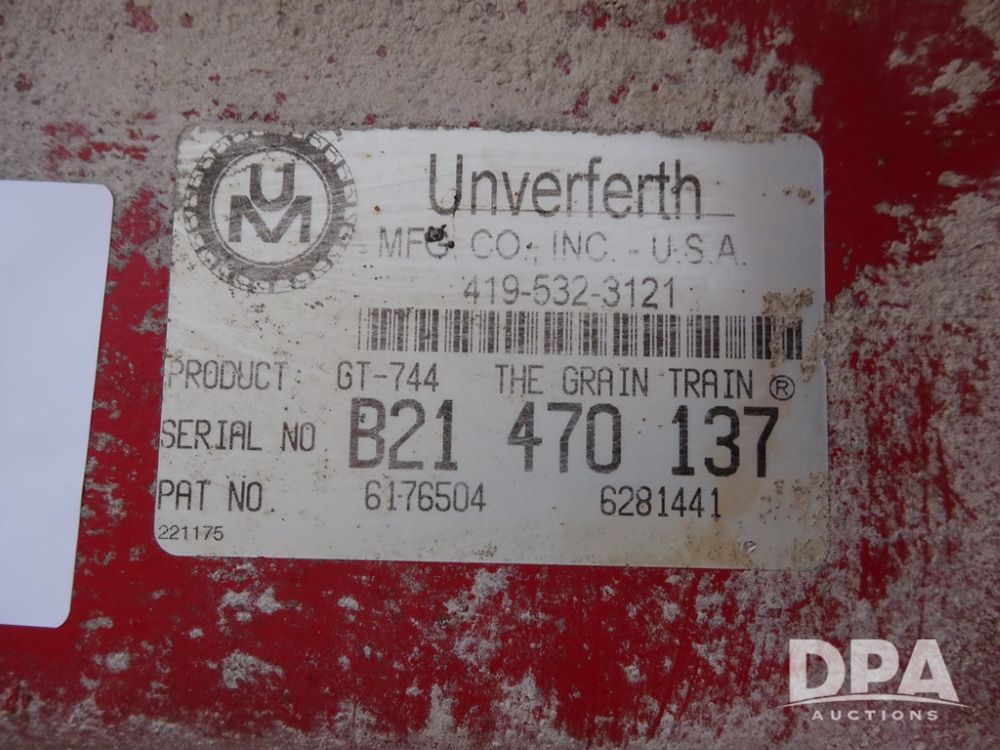 UM
Unverferth
MFG. CO., INC. - U.S.A.
419-532-3121
PRODUCT: GT-744 THE GRAIN TRAIN ®
SERIAL NO B21 470 137
PAT NO. 6176504 6281441
221175
DPA
AUCTIONS